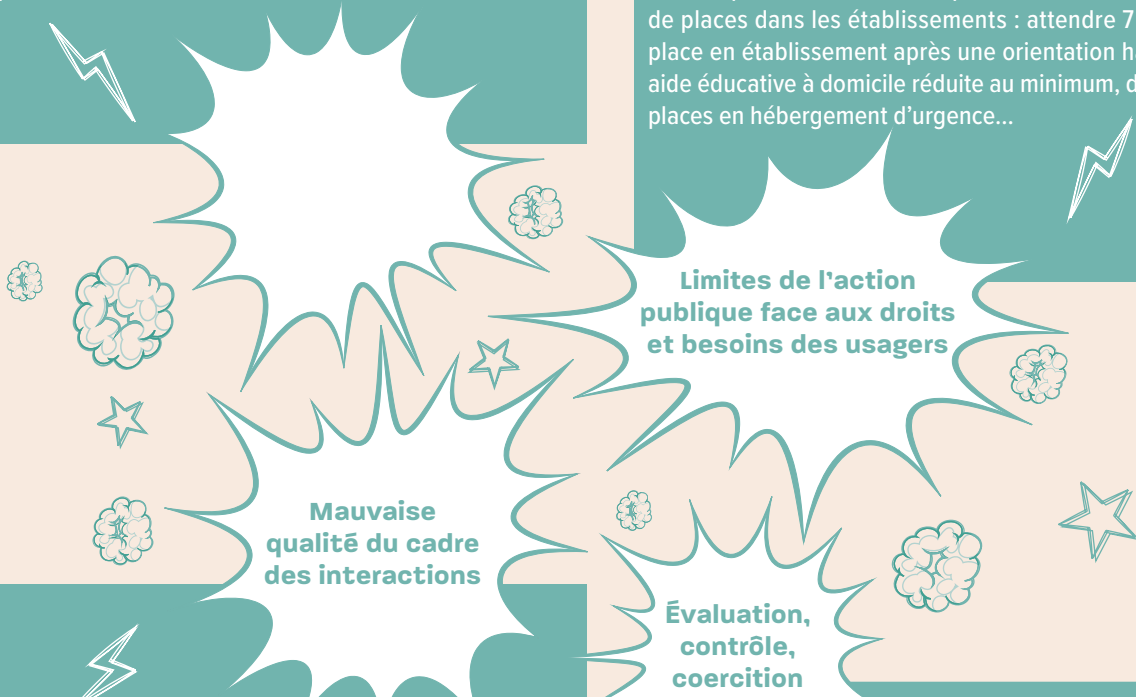 de places dans les établissements : attendre 7
place en établissement après une orientation
aide éducative à domicile réduite au minimum,
places en hébergement d'urgence...
Limites de l'action
publique face aux droits
et besoins des usagers
Mauvaise
qualité du cadre
des interactions
Évaluation,
contrôle,
coercition